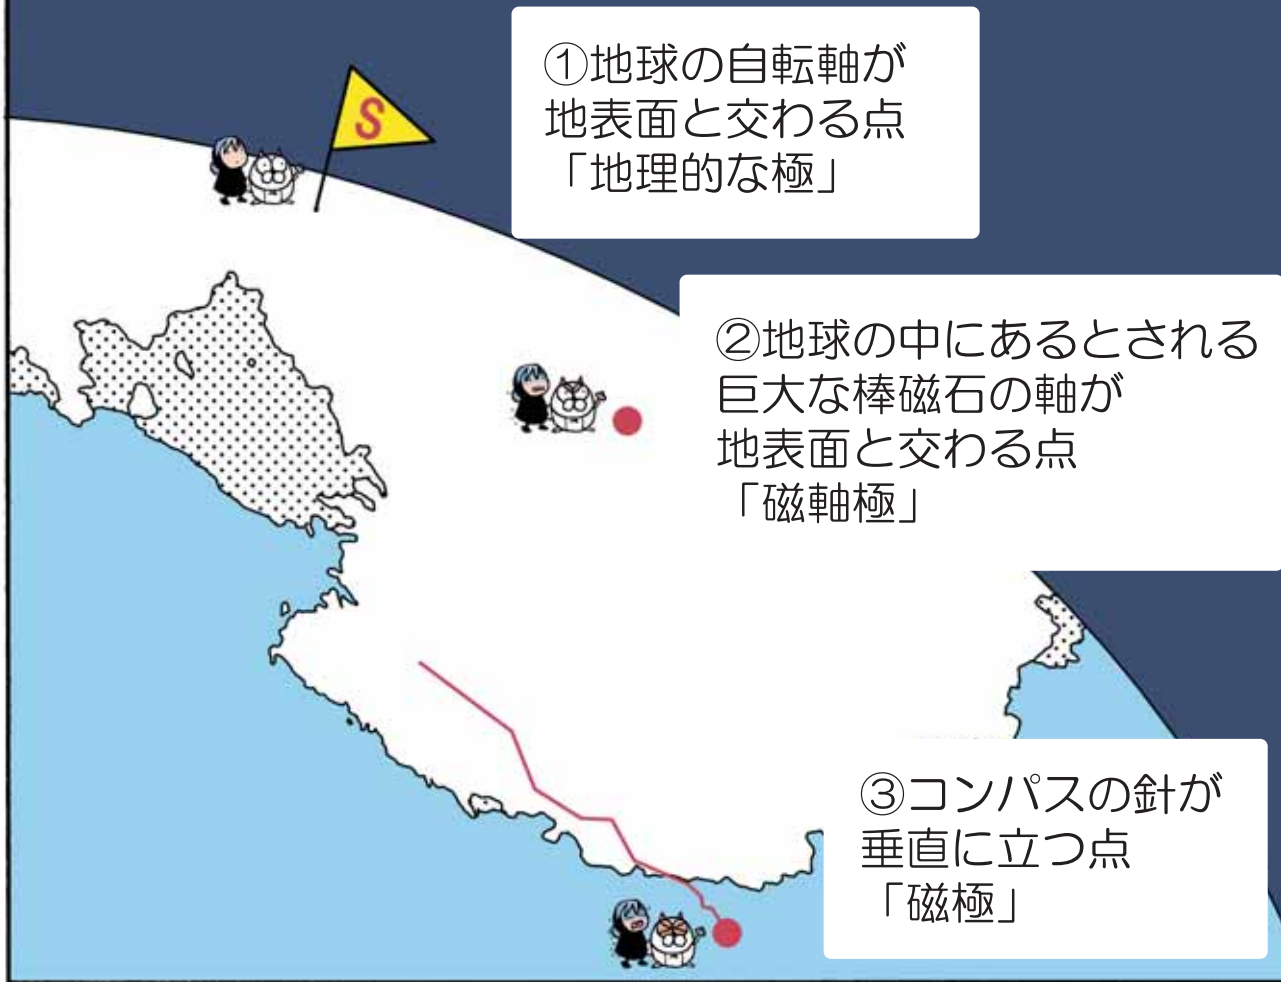 ①地球の自転軸が
地表面と交わる点
「地理的な極」
S
②地球の中にあるとされる
巨大な棒磁石の軸が
地表面と交わる点
「磁軸極」
③コンパスの針が
垂直に立つ点
「磁極」